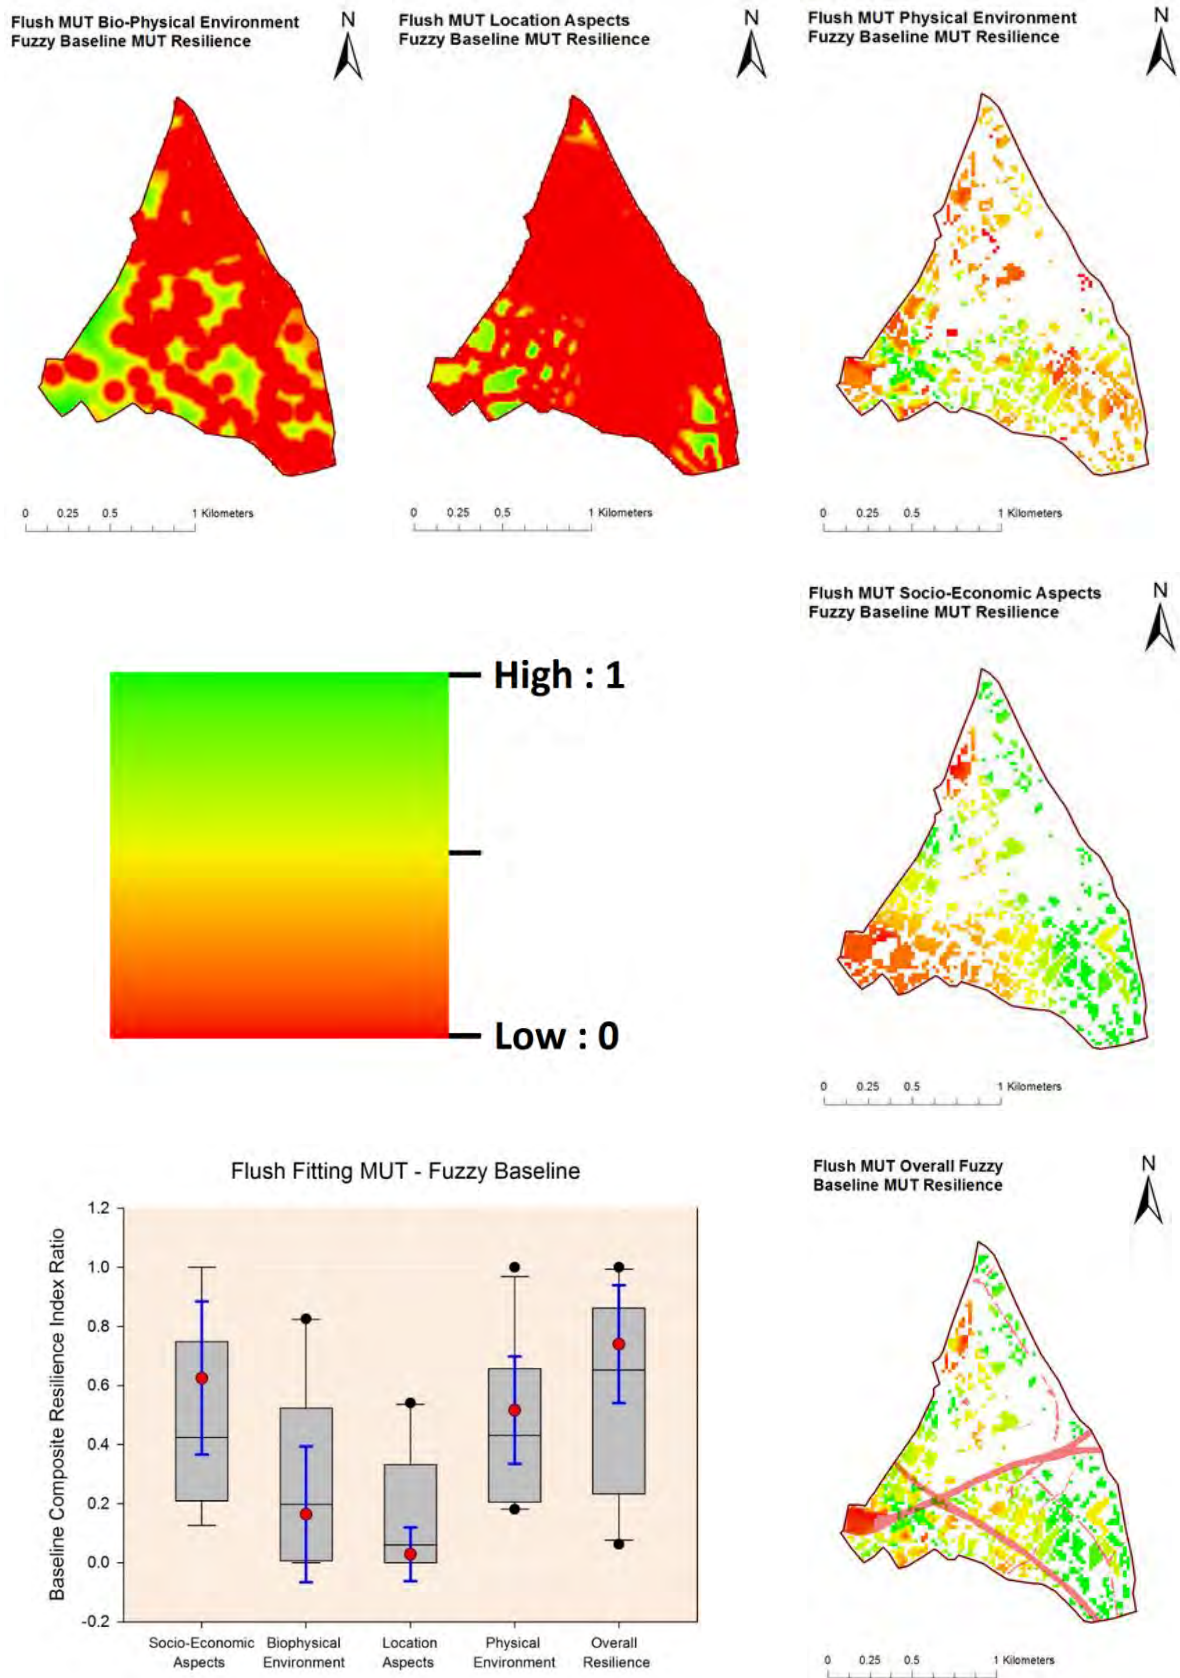 Flush MUT Bio-Physical Environment
Fuzzy Baseline MUT Resilience
N
0 0.25 0.5 1 Kilometers
Flush MUT Location Aspects
Fuzzy Baseline MUT Resilience
N
0 0.25 0.5 1 Kilometers
Flush MUT Physical Environment
Fuzzy Baseline MUT Resilience
N
0 0.25 0.5 1 Kilometers
High : 1
Low : 0
Flush MUT Socio-Economic Aspects
Fuzzy Baseline MUT Resilience
N
0 0.25 0.5 1 Kilometers
Flush Fitting MUT - Fuzzy Baseline
Baseline Composite Resilience Index Ratio
1.2
1.0
0.8
0.6
0.4
0.2
0.0
-0.2
Socio-Economic
Aspects
Biophysical
Environment
Location
Aspects
Physical
Environment
Overall
Resilience
Flush MUT Overall Fuzzy
Baseline MUT Resilience
N
0 0.25 0.5 1 Kilometers